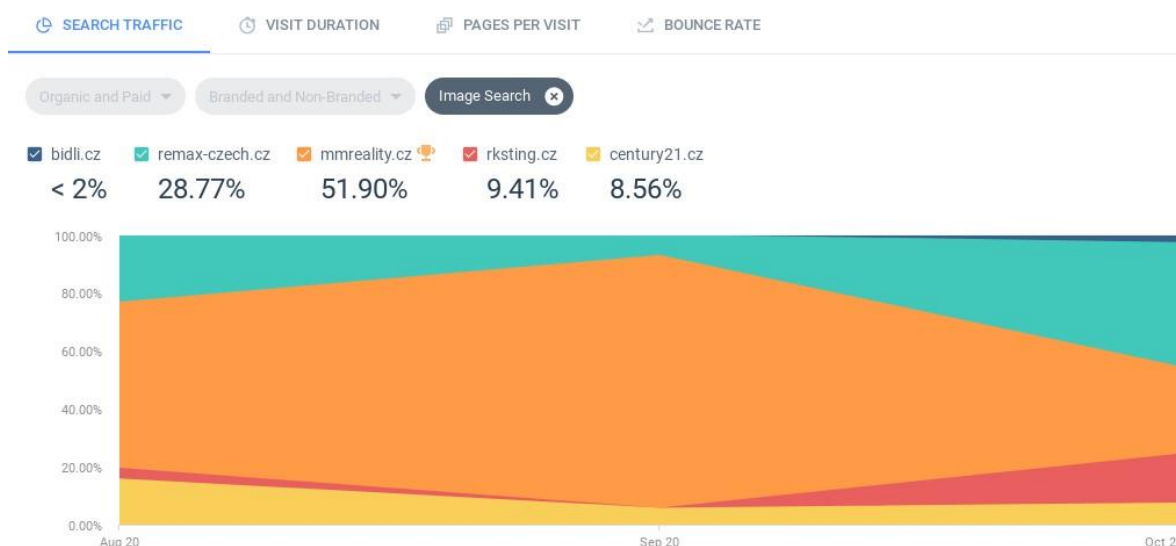 SEARCH TRAFFIC VISIT DURATION PAGES PER VISIT BOUNCE RATE
Organic and Paid Branded and Non-Branded Image Search
bidli.cz remax-czech.cz mmreality.cz rksting.cz century21.cz
< 2% 28.77% 51.90% 9.41% 8.56%
100.00%
80.00%
60.00%
40.00%
20.00%
0.00%
Aug 20 Sep 20 Oct 2